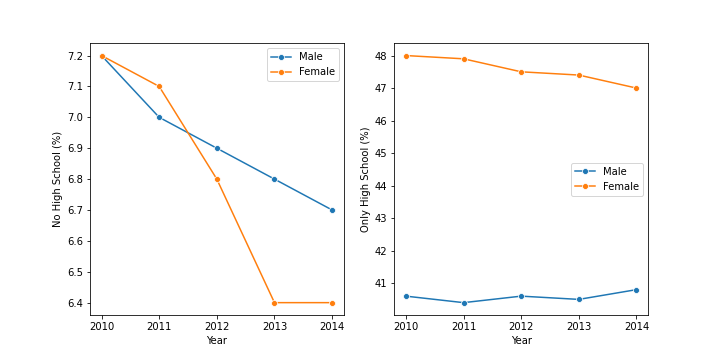 7.2
7.1
7.0
6.9
6.8
6.7
6.6
6.5
6.4
No High School (%)
2010 2011 2012 2013 2014
Year
Male
Female
48
47
46
45
44
43
42
41
Only High School (%)
2010 2011 2012 2013 2014
Year
Male
Female